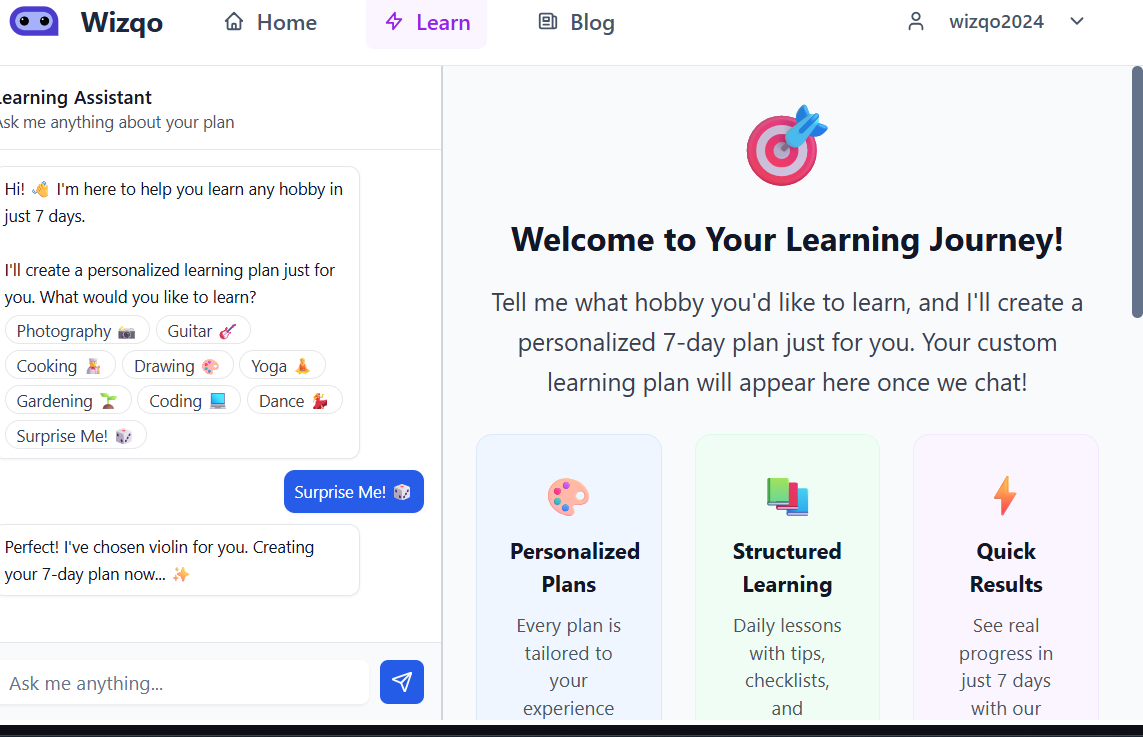 Wizqo
Home
Learn
Blog
wizqo2024
Learning Assistant
Ask me anything about your plan
Hi! 👋 I'm here to help you learn any hobby in
just 7 days.
I'll create a personalized learning plan just for
you. What would you like to learn?
Photography 📷
Guitar 🎸
Cooking 👩‍🍳
Drawing 🎨
Yoga 🧘
Gardening 🌱
Coding 💻
Dance 💃
Surprise Me! 🎲
Surprise Me! 🎲
Perfect! I've chosen violin for you. Creating
your 7-day plan now... ✨
Ask me anything...
Welcome to Your Learning Journey!
Tell me what hobby you'd like to learn, and I'll create a
personalized 7-day plan just for you. Your custom
learning plan will appear here once we chat!
Personalized
Plans
Every plan is
tailored to
your
experience
Structured
Learning
Daily lessons
with tips,
checklists,
and
Quick
Results
See real
progress in
just 7 days
with our